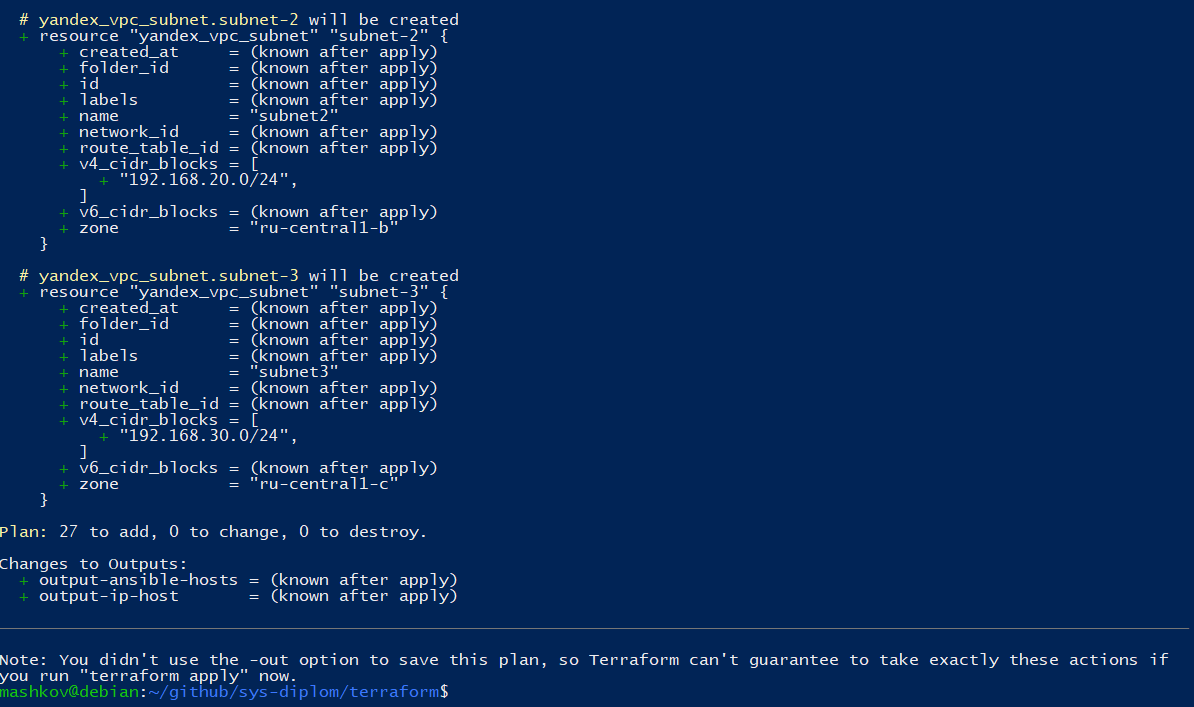 # yandex_vpc_subnet.subnet-2 will be created
  + resource "yandex_vpc_subnet" "subnet-2" {
      + created_at     = (known after apply)
      + folder_id      = (known after apply)
      + id             = (known after apply)
      + labels         = (known after apply)
      + name           = "subnet2"
      + network_id     = (known after apply)
      + route_table_id = (known after apply)
      + v4_cidr_blocks = [
          + "192.168.20.0/24",
        ]
      + v6_cidr_blocks = (known after apply)
      + zone           = "ru-central1-b"
    }
  # yandex_vpc_subnet.subnet-3 will be created
  + resource "yandex_vpc_subnet" "subnet-3" {
      + created_at     = (known after apply)
      + folder_id      = (known after apply)
      + id             = (known after apply)
      + labels         = (known after apply)
      + name           = "subnet3"
      + network_id     = (known after apply)
      + route_table_id = (known after apply)
      + v4_cidr_blocks = [
          + "192.168.30.0/24",
        ]
      + v6_cidr_blocks = (known after apply)
      + zone           = "ru-central1-c"
    }
Plan: 27 to add, 0 to change, 0 to destroy.
Changes to Outputs:
  + output-ansible-hosts = (known after apply)
  + output-ip-host       = (known after apply)
Note: You didn't use the -out option to save this plan, so Terraform can't guarantee to take exactly these actions if
you run "terraform apply" now.
mashkov@debian:~/github/sys-diplom/terraform$